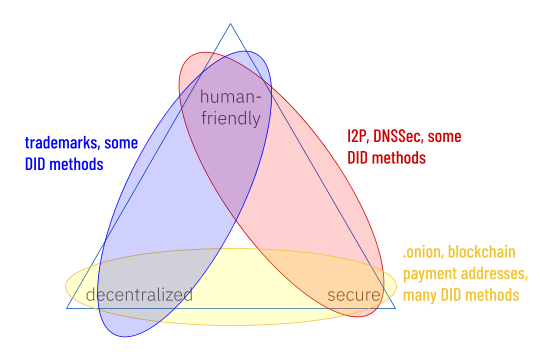 human-
friendly
trademarks, some
DID methods
I2P, DNSSec, some
DID methods
.onion, blockchain
payment addresses,
many DID methods
decentralized
secure